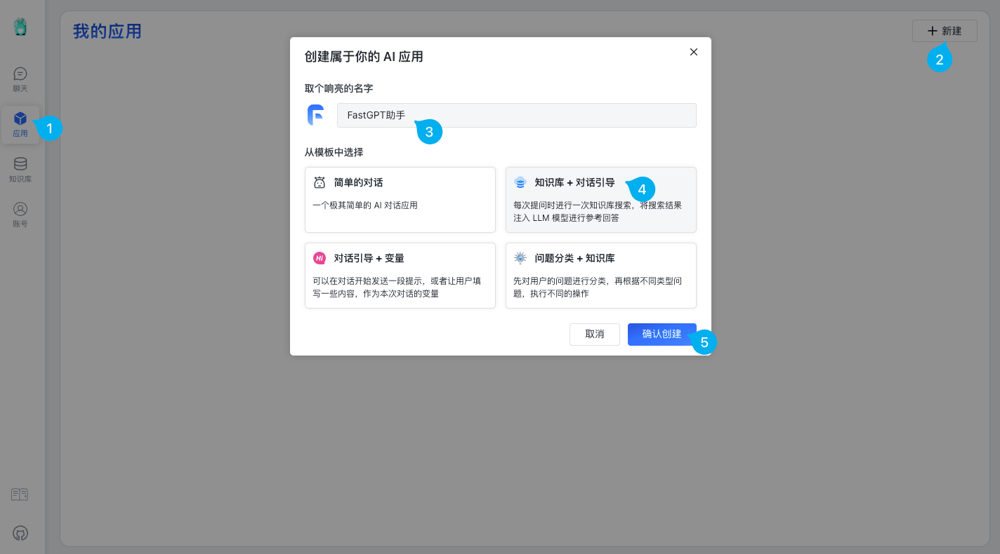 我的应用
新建
2
聊天
应用
1
知识库
账号
创建属于你的 AI 应用
取个响亮的名字
FastGPT助手
3
从模板中选择
简单的对话
一个极其简单的 AI 对话应用
知识库 + 对话引导
4
每次提问时进行一次知识库搜索，将搜索结果
注入 LLM 模型进行参考回答
Hi
对话引导 + 变量
可以在对话开始发送一段提示，或者让用户填
写一些内容，作为本次对话的变量
问题分类 + 知识库
先对用户的问题进行分类，再根据不同类型问
题，执行不同的操作
取消
确认创建
5